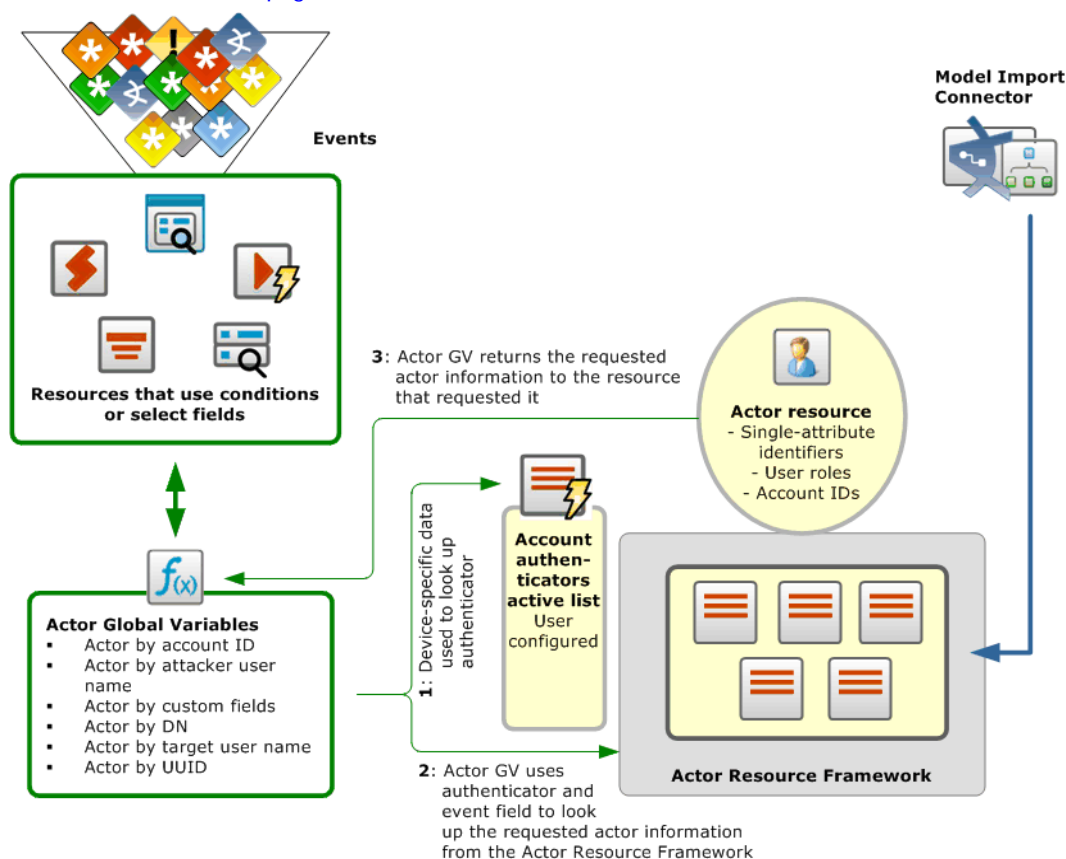 Events
Model Import
Connector
Resources that use conditions
or select fields
3: Actor GV returns the requested
actor information to the resource
that requested it
Actor resource
- Single-attribute
identifiers
- User roles
- Account IDs
1: Device-specific data
used to look up
authenticator
Account
authen-
ticators
active list
User
configured
Actor Global Variables
▪ Actor by account ID
▪ Actor by attacker user
name
▪ Actor by custom fields
▪ Actor by DN
▪ Actor by target user name
▪ Actor by UUID
f(x)
Actor Resource Framework
2: Actor GV uses
authenticator and
event field to look
up the requested actor information
from the Actor Resource Framework